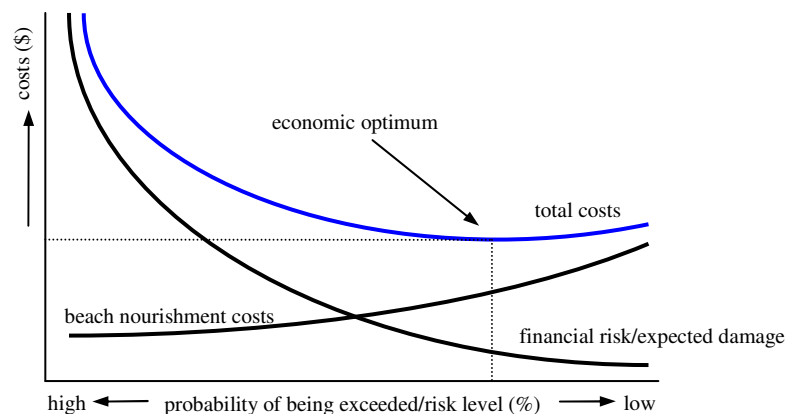 costs ($)
economic optimum
total costs
beach nourishment costs
financial risk/expected damage
high probability of being exceeded/risk level (%) low